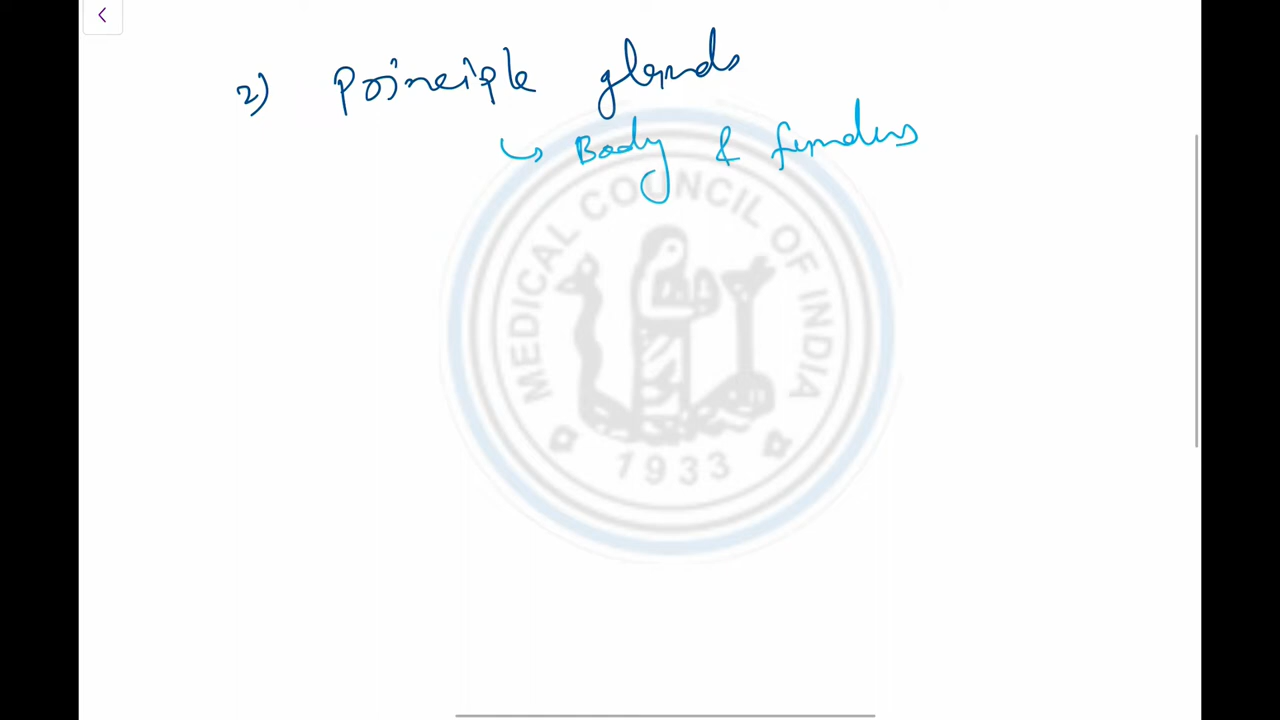 2) Principle glands
↳ Body & fundus
MEDICAL COUNCIL OF INDIA
1933